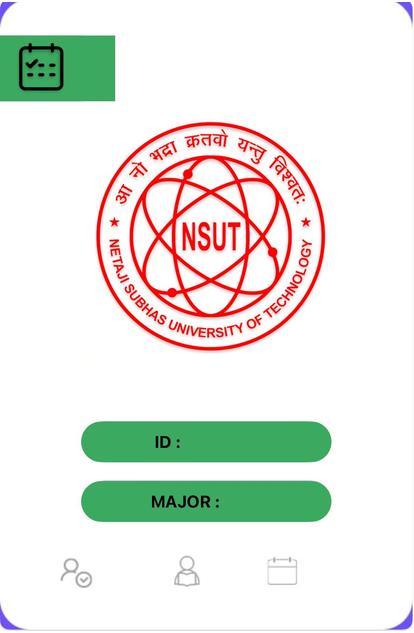 आ नो भद्रा क्रतवो यन्तु विश्वतः
NSUT
NETAJI SUBHAS UNIVERSITY OF TECHNOLOGY
ID :
MAJOR :